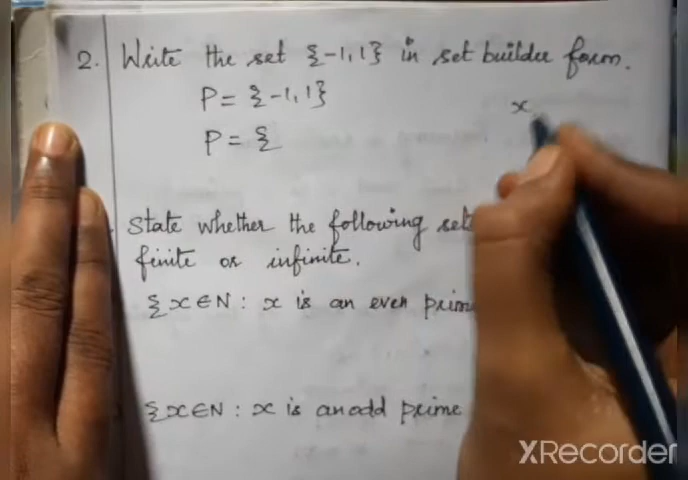 2. Write the set {-1, 1} in set builder form.
P = {-1, 1}
x
P = {
State whether the following set
finite or infinite.
{x∈N : x is an even prime
{x∈N : x is an odd prime
XRecorder